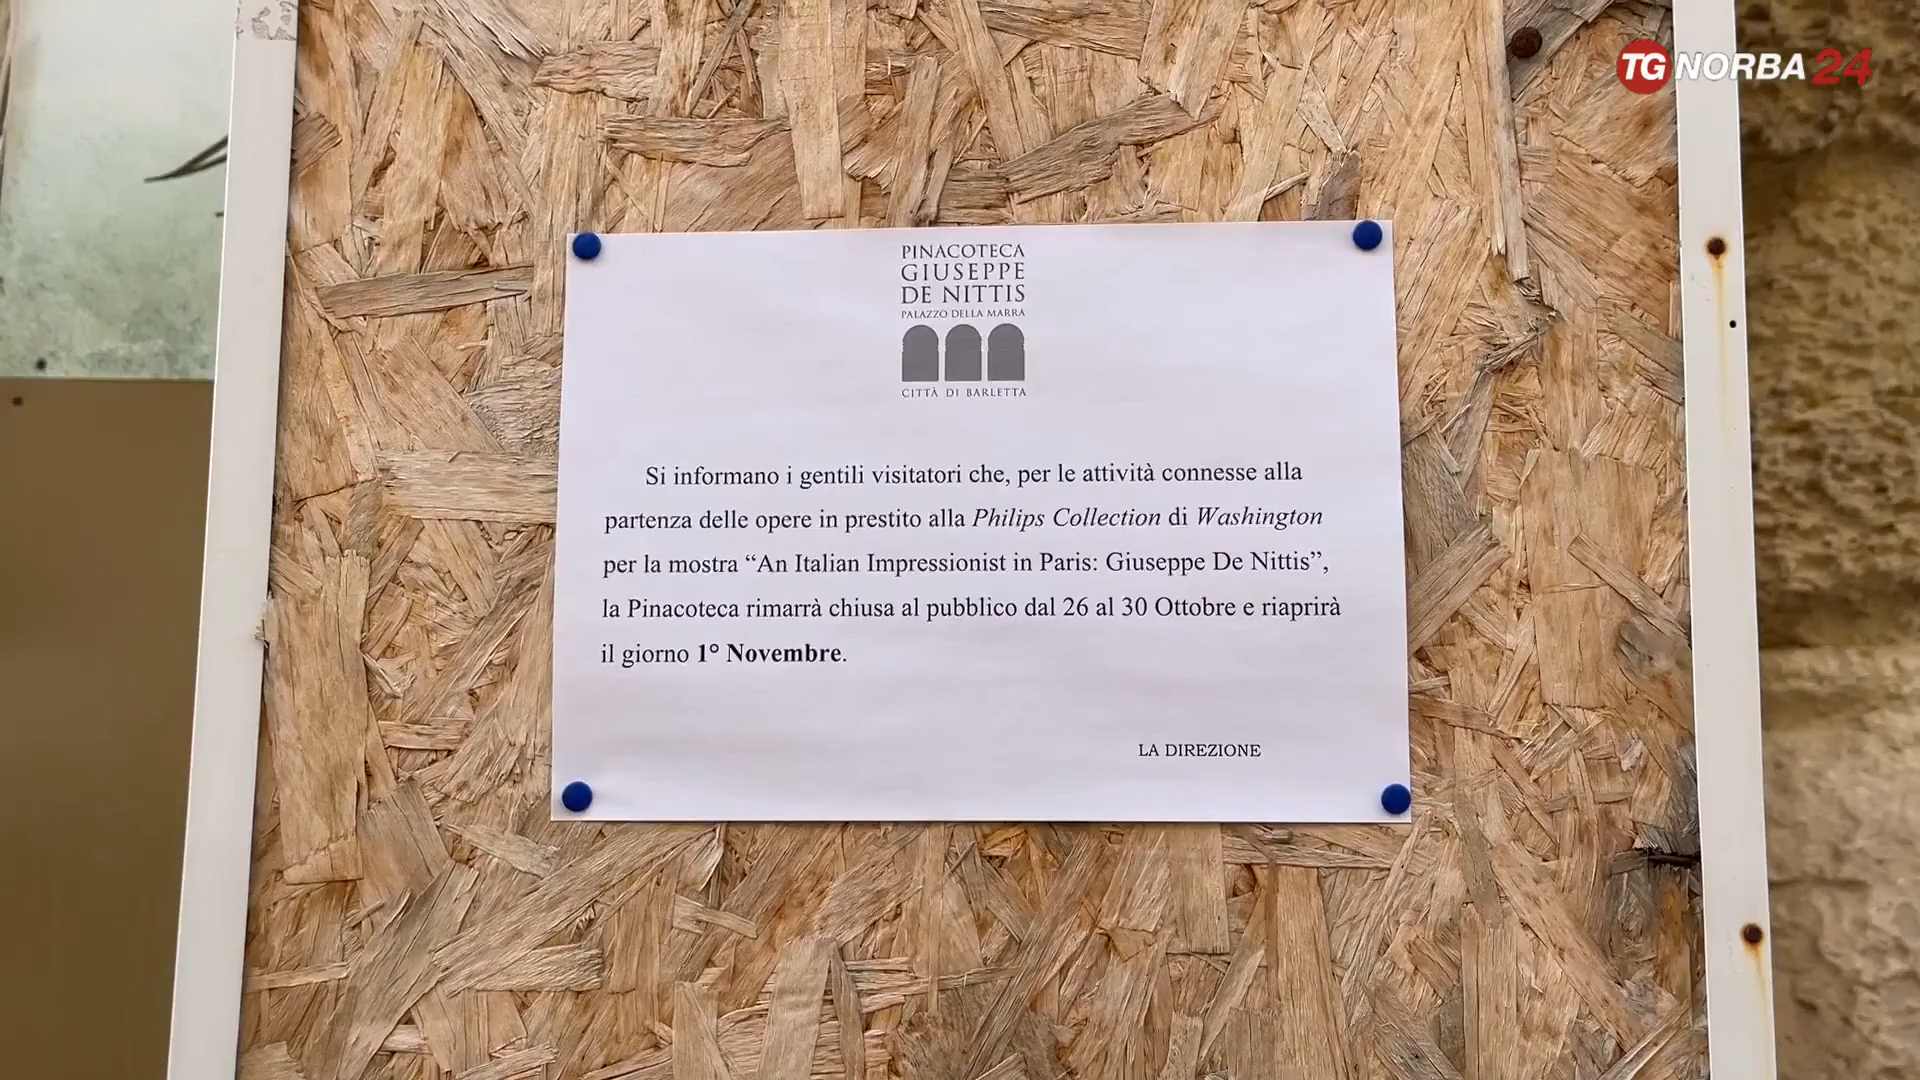 TG NORBA 24
PINACOTECA
GIUSEPPE
DE NITTIS
PALAZZO DELLA MARRA
CITTÀ DI BARLETTA
Si informano i gentili visitatori che, per le attività connesse alla
partenza delle opere in prestito alla Philips Collection di Washington
per la mostra “An Italian Impressionist in Paris: Giuseppe De Nittis”,
la Pinacoteca rimarrà chiusa al pubblico dal 26 al 30 Ottobre e riaprirà
il giorno 1° Novembre.
LA DIREZIONE